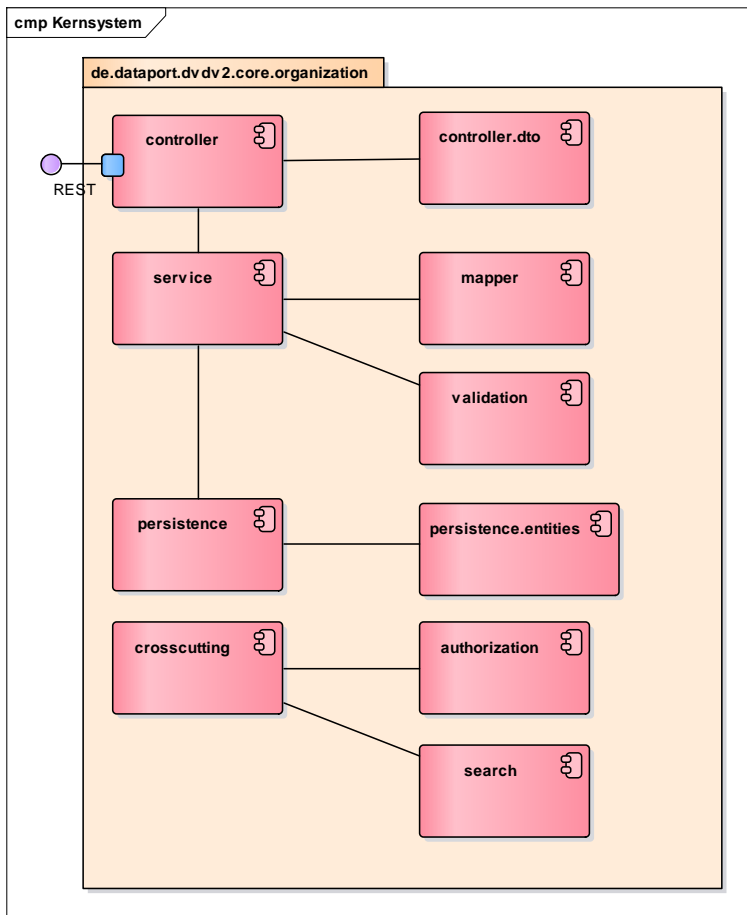 cmp Kernsystem
de.dataport.dvdv2.core.organization
controller
controller.dto
REST
service
mapper
validation
persistence
persistence.entities
crosscutting
authorization
search